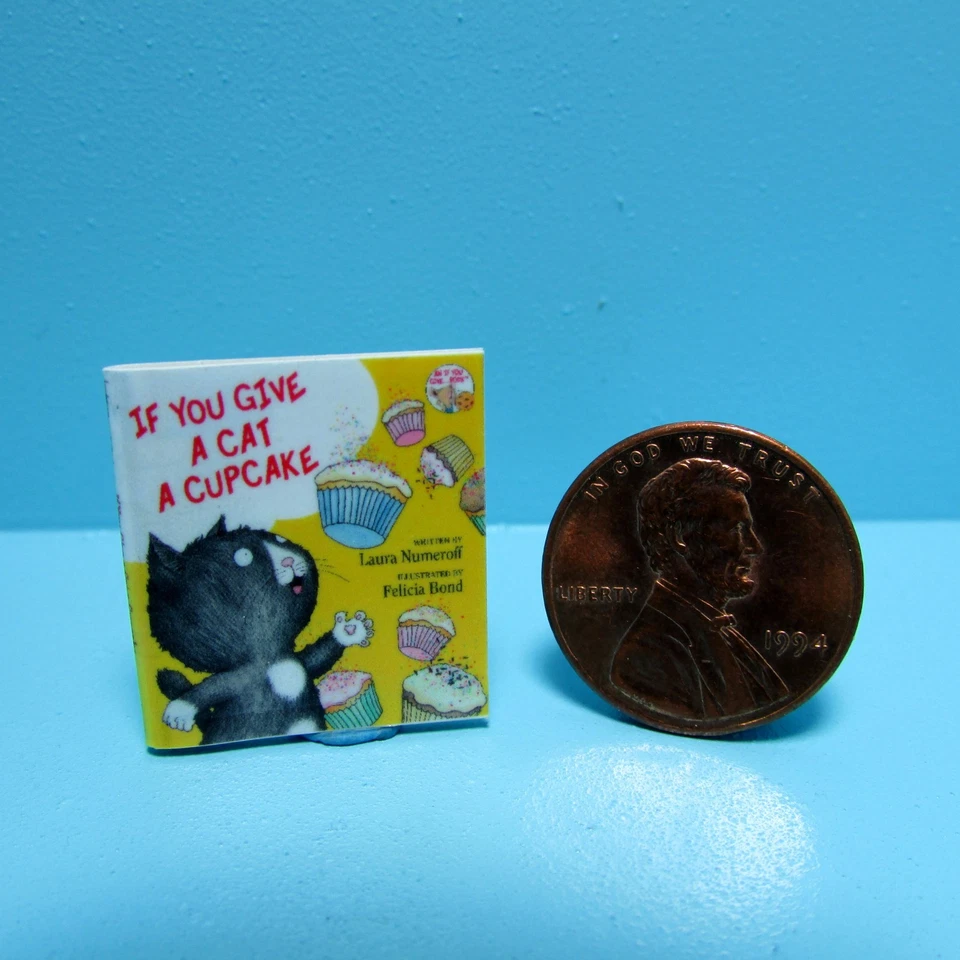 IF YOU GIVE
A CAT
A CUPCAKE
WRITTEN BY
Laura Numeroff
ILLUSTRATED BY
Felicia Bond
IN GOD WE TRUST
LIBERTY
1994